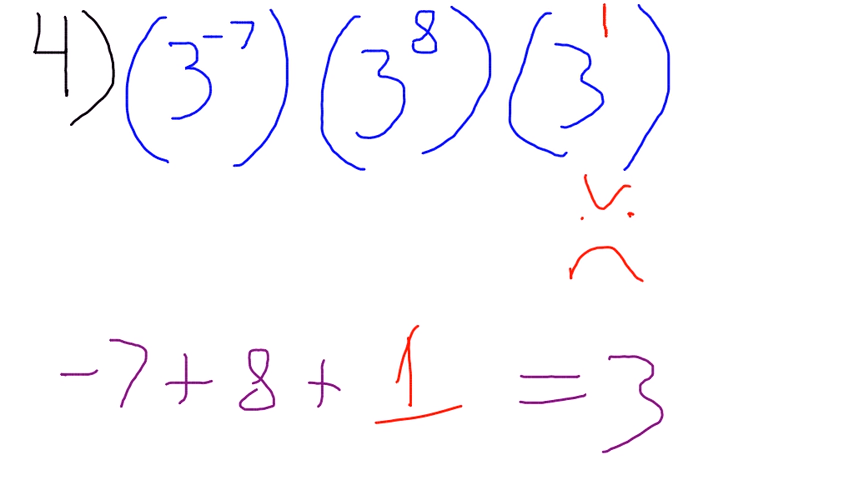 4) (3⁻⁷) (3⁸) (3¹)
-7 + 8 + 1 = 3